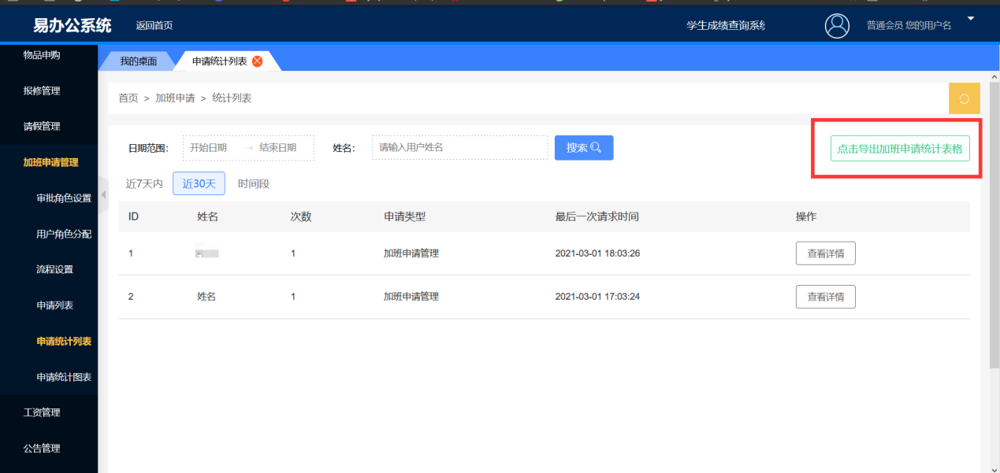 易办公系统 返回首页 学生成绩查询系统 普通会员 您的用户名
物品申购
报修管理
请假管理
加班申请管理
审批角色设置
用户角色分配
流程设置
申请列表
申请统计列表
申请统计图表
工资管理
公告管理
我的桌面 申请统计列表
首页 > 加班申请 > 统计列表
日期范围: 开始日期 → 结束日期 姓名: 请输入用户姓名 搜索 点击导出加班申请统计表格
近7天内 近30天 时间段
ID 姓名 次数 申请类型 最后一次请求时间 操作
1 1 加班申请管理 2021-03-01 18:03:26 查看详情
2 姓名 1 加班申请管理 2021-03-01 17:03:24 查看详情